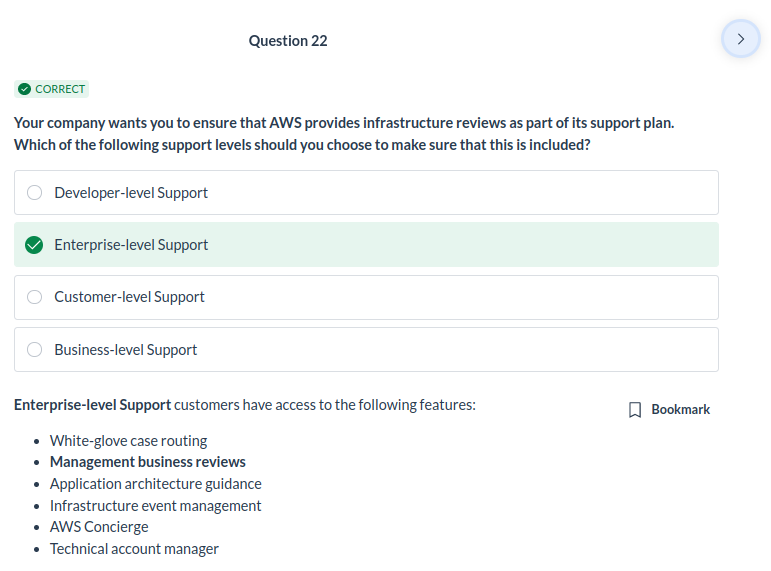 Question 22
CORRECT
Your company wants you to ensure that AWS provides infrastructure reviews as part of its support plan.
Which of the following support levels should you choose to make sure that this is included?
Developer-level Support
Enterprise-level Support
Customer-level Support
Business-level Support
Enterprise-level Support customers have access to the following features:
Bookmark
• White-glove case routing
• Management business reviews
• Application architecture guidance
• Infrastructure event management
• AWS Concierge
• Technical account manager